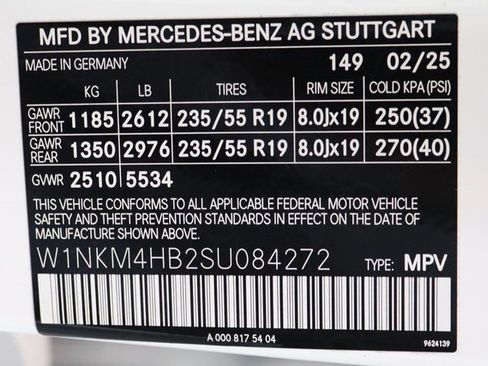 MFD BY MERCEDES-BENZ AG STUTTGART
MADE IN GERMANY 149 02/25
KG LB TIRES RIM SIZE COLD KPA (PSI)
GAWR FRONT 1185 2612 235/55 R19 8.0Jx19 250(37)
GAWR REAR 1350 2976 235/55 R19 8.0Jx19 270(40)
GVWR 2510 5534
THIS VEHICLE CONFORMS TO ALL APPLICABLE FEDERAL MOTOR VEHICLE
SAFETY AND THEFT PREVENTION STANDARDS IN EFFECT ON THE DATE OF
MANUFACTURE SHOWN ABOVE.
W1NKM4HB2SU084272 TYPE: MPV
A 000 817 54 04 9624139